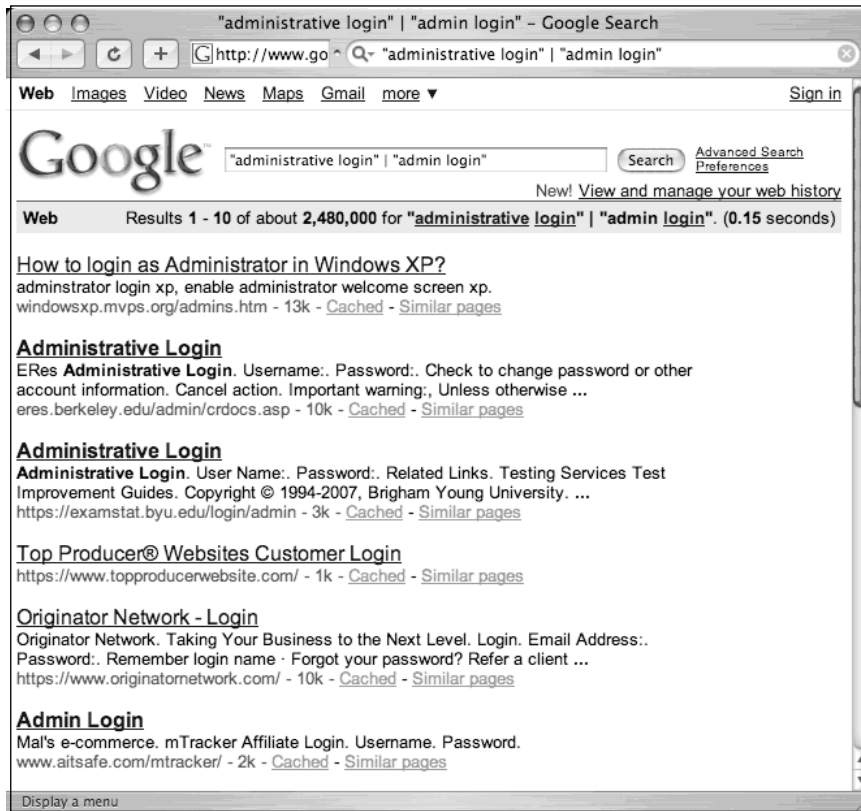 "administrative login" | "admin login" – Google Search
G http://www.go Q "administrative login" | "admin login"
Web Images Video News Maps Gmail more ▼ Sign in
Google™ "administrative login" | "admin login" Search Advanced Search
Preferences
New! View and manage your web history
Web Results 1 - 10 of about 2,480,000 for "administrative login" | "admin login". (0.15 seconds)
How to login as Administrator in Windows XP?
adminstrator login xp, enable administrator welcome screen xp.
windowsxp.mvps.org/admins.htm - 13k - Cached - Similar pages
Administrative Login
ERes Administrative Login. Username:. Password:. Check to change password or other
account information. Cancel action. Important warning:, Unless otherwise ...
eres.berkeley.edu/admin/crdocs.asp - 10k - Cached - Similar pages
Administrative Login
Administrative Login. User Name:. Password:. Related Links. Testing Services Test
Improvement Guides. Copyright © 1994-2007, Brigham Young University. ...
https://examstat.byu.edu/login/admin - 3k - Cached - Similar pages
Top Producer® Websites Customer Login
https://www.topproducerwebsite.com/ - 1k - Cached - Similar pages
Originator Network - Login
Originator Network. Taking Your Business to the Next Level. Login. Email Address:.
Password:. Remember login name · Forgot your password? Refer a client ...
https://www.originatornetwork.com/ - 10k - Cached - Similar pages
Admin Login
Mal's e-commerce. mTracker Affiliate Login. Username. Password.
www.aitsafe.com/mtracker/ - 2k - Cached - Similar pages
Display a menu